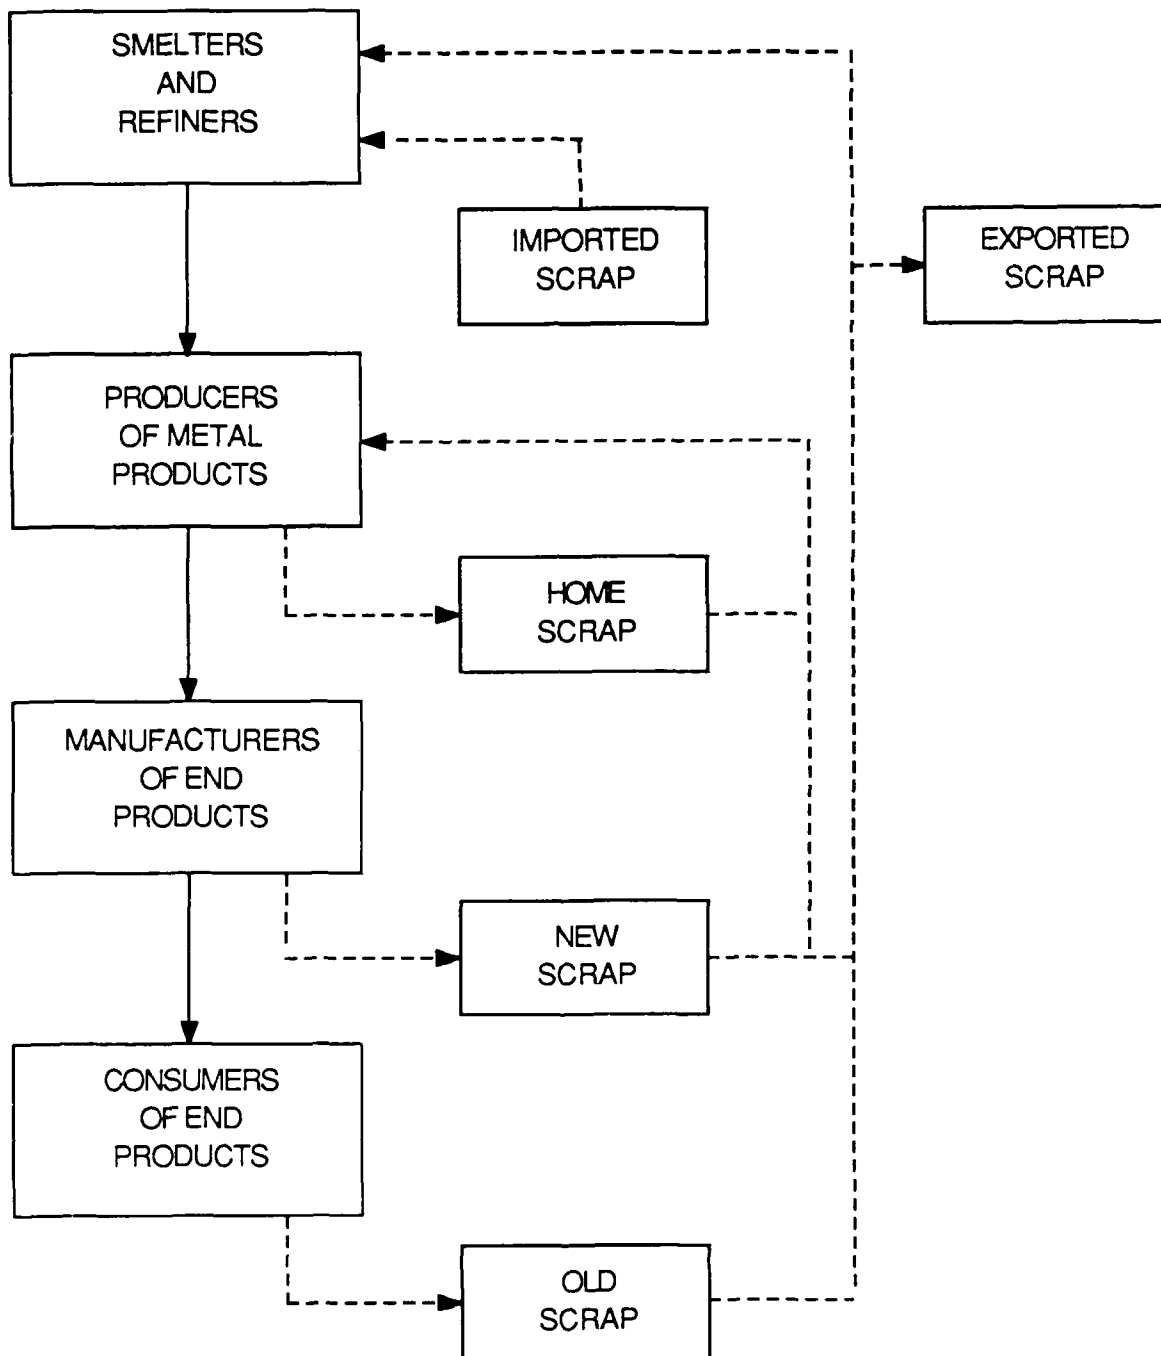 SMELTERS
AND
REFINERS
IMPORTED
SCRAP
EXPORTED
SCRAP
PRODUCERS
OF METAL
PRODUCTS
HOME
SCRAP
MANUFACTURERS
OF END
PRODUCTS
NEW
SCRAP
CONSUMERS
OF END
PRODUCTS
OLD
SCRAP